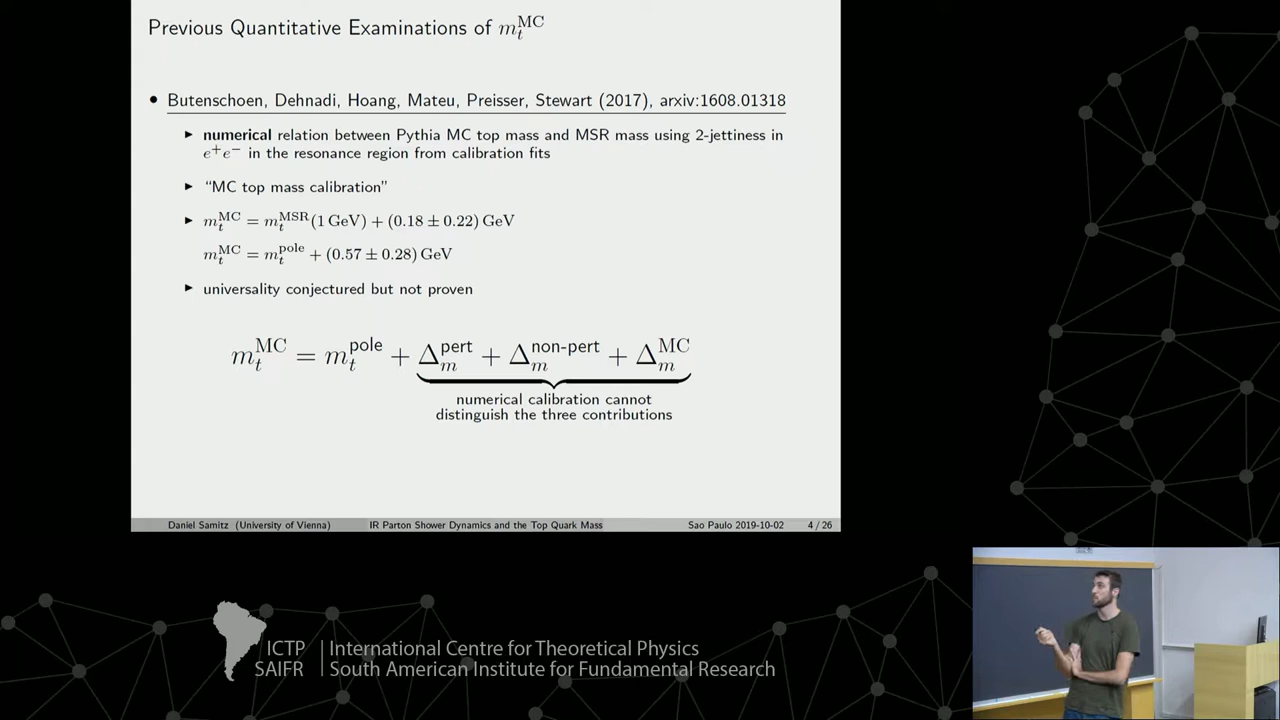 Previous Quantitative Examinations of m_t^MC
• Butenschoen, Dehnadi, Hoang, Mateu, Preisser, Stewart (2017), arxiv:1608.01318
▶ numerical relation between Pythia MC top mass and MSR mass using 2-jettiness in
e⁺e⁻ in the resonance region from calibration fits
▶ “MC top mass calibration”
▶ m_t^MC = m_t^MSR(1 GeV) + (0.18 ± 0.22) GeV
m_t^MC = m_t^pole + (0.57 ± 0.28) GeV
▶ universality conjectured but not proven
m_t^MC = m_t^pole + Δ_m^pert + Δ_m^non-pert + Δ_m^MC
numerical calibration cannot
distinguish the three contributions
Daniel Samitz (University of Vienna) IR Parton Shower Dynamics and the Top Quark Mass Sao Paulo 2019-10-02 4 / 26
ICTP International Centre for Theoretical Physics
SAIFR South American Institute for Fundamental Research